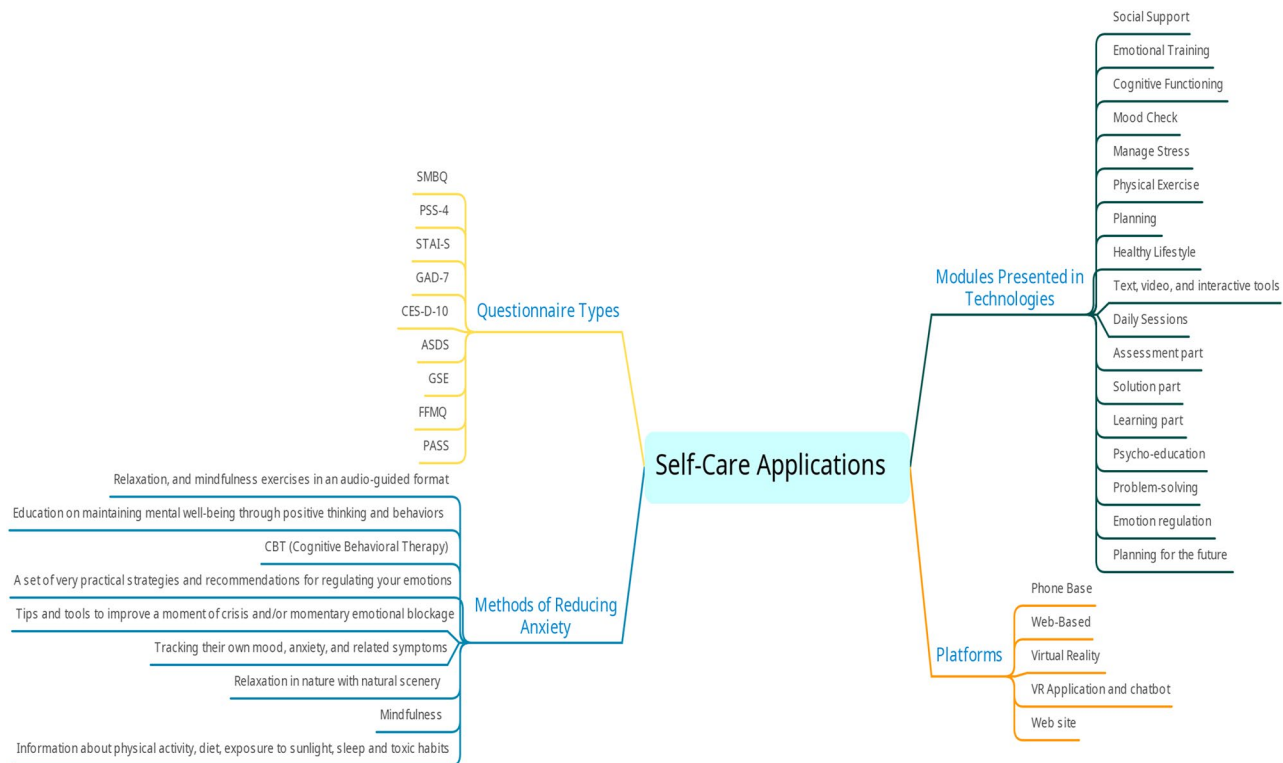 Self-Care Applications
Questionnaire Types
SMBQ
PSS-4
STAI-S
GAD-7
CES-D-10
ASDS
GSE
FFMQ
PASS
Methods of Reducing
Anxiety
Relaxation, and mindfulness exercises in an audio-guided format
Education on maintaining mental well-being through positive thinking and behaviors
CBT (Cognitive Behavioral Therapy)
A set of very practical strategies and recommendations for regulating your emotions
Tips and tools to improve a moment of crisis and/or momentary emotional blockage
Tracking their own mood, anxiety, and related symptoms
Relaxation in nature with natural scenery
Mindfulness
Information about physical activity, diet, exposure to sunlight, sleep and toxic habits
Modules Presented in
Technologies
Social Support
Emotional Training
Cognitive Functioning
Mood Check
Manage Stress
Physical Exercise
Planning
Healthy Lifestyle
Text, video, and interactive tools
Daily Sessions
Assessment part
Solution part
Learning part
Psycho-education
Problem-solving
Emotion regulation
Planning for the future
Platforms
Phone Base
Web-Based
Virtual Reality
VR Application and chatbot
Web site